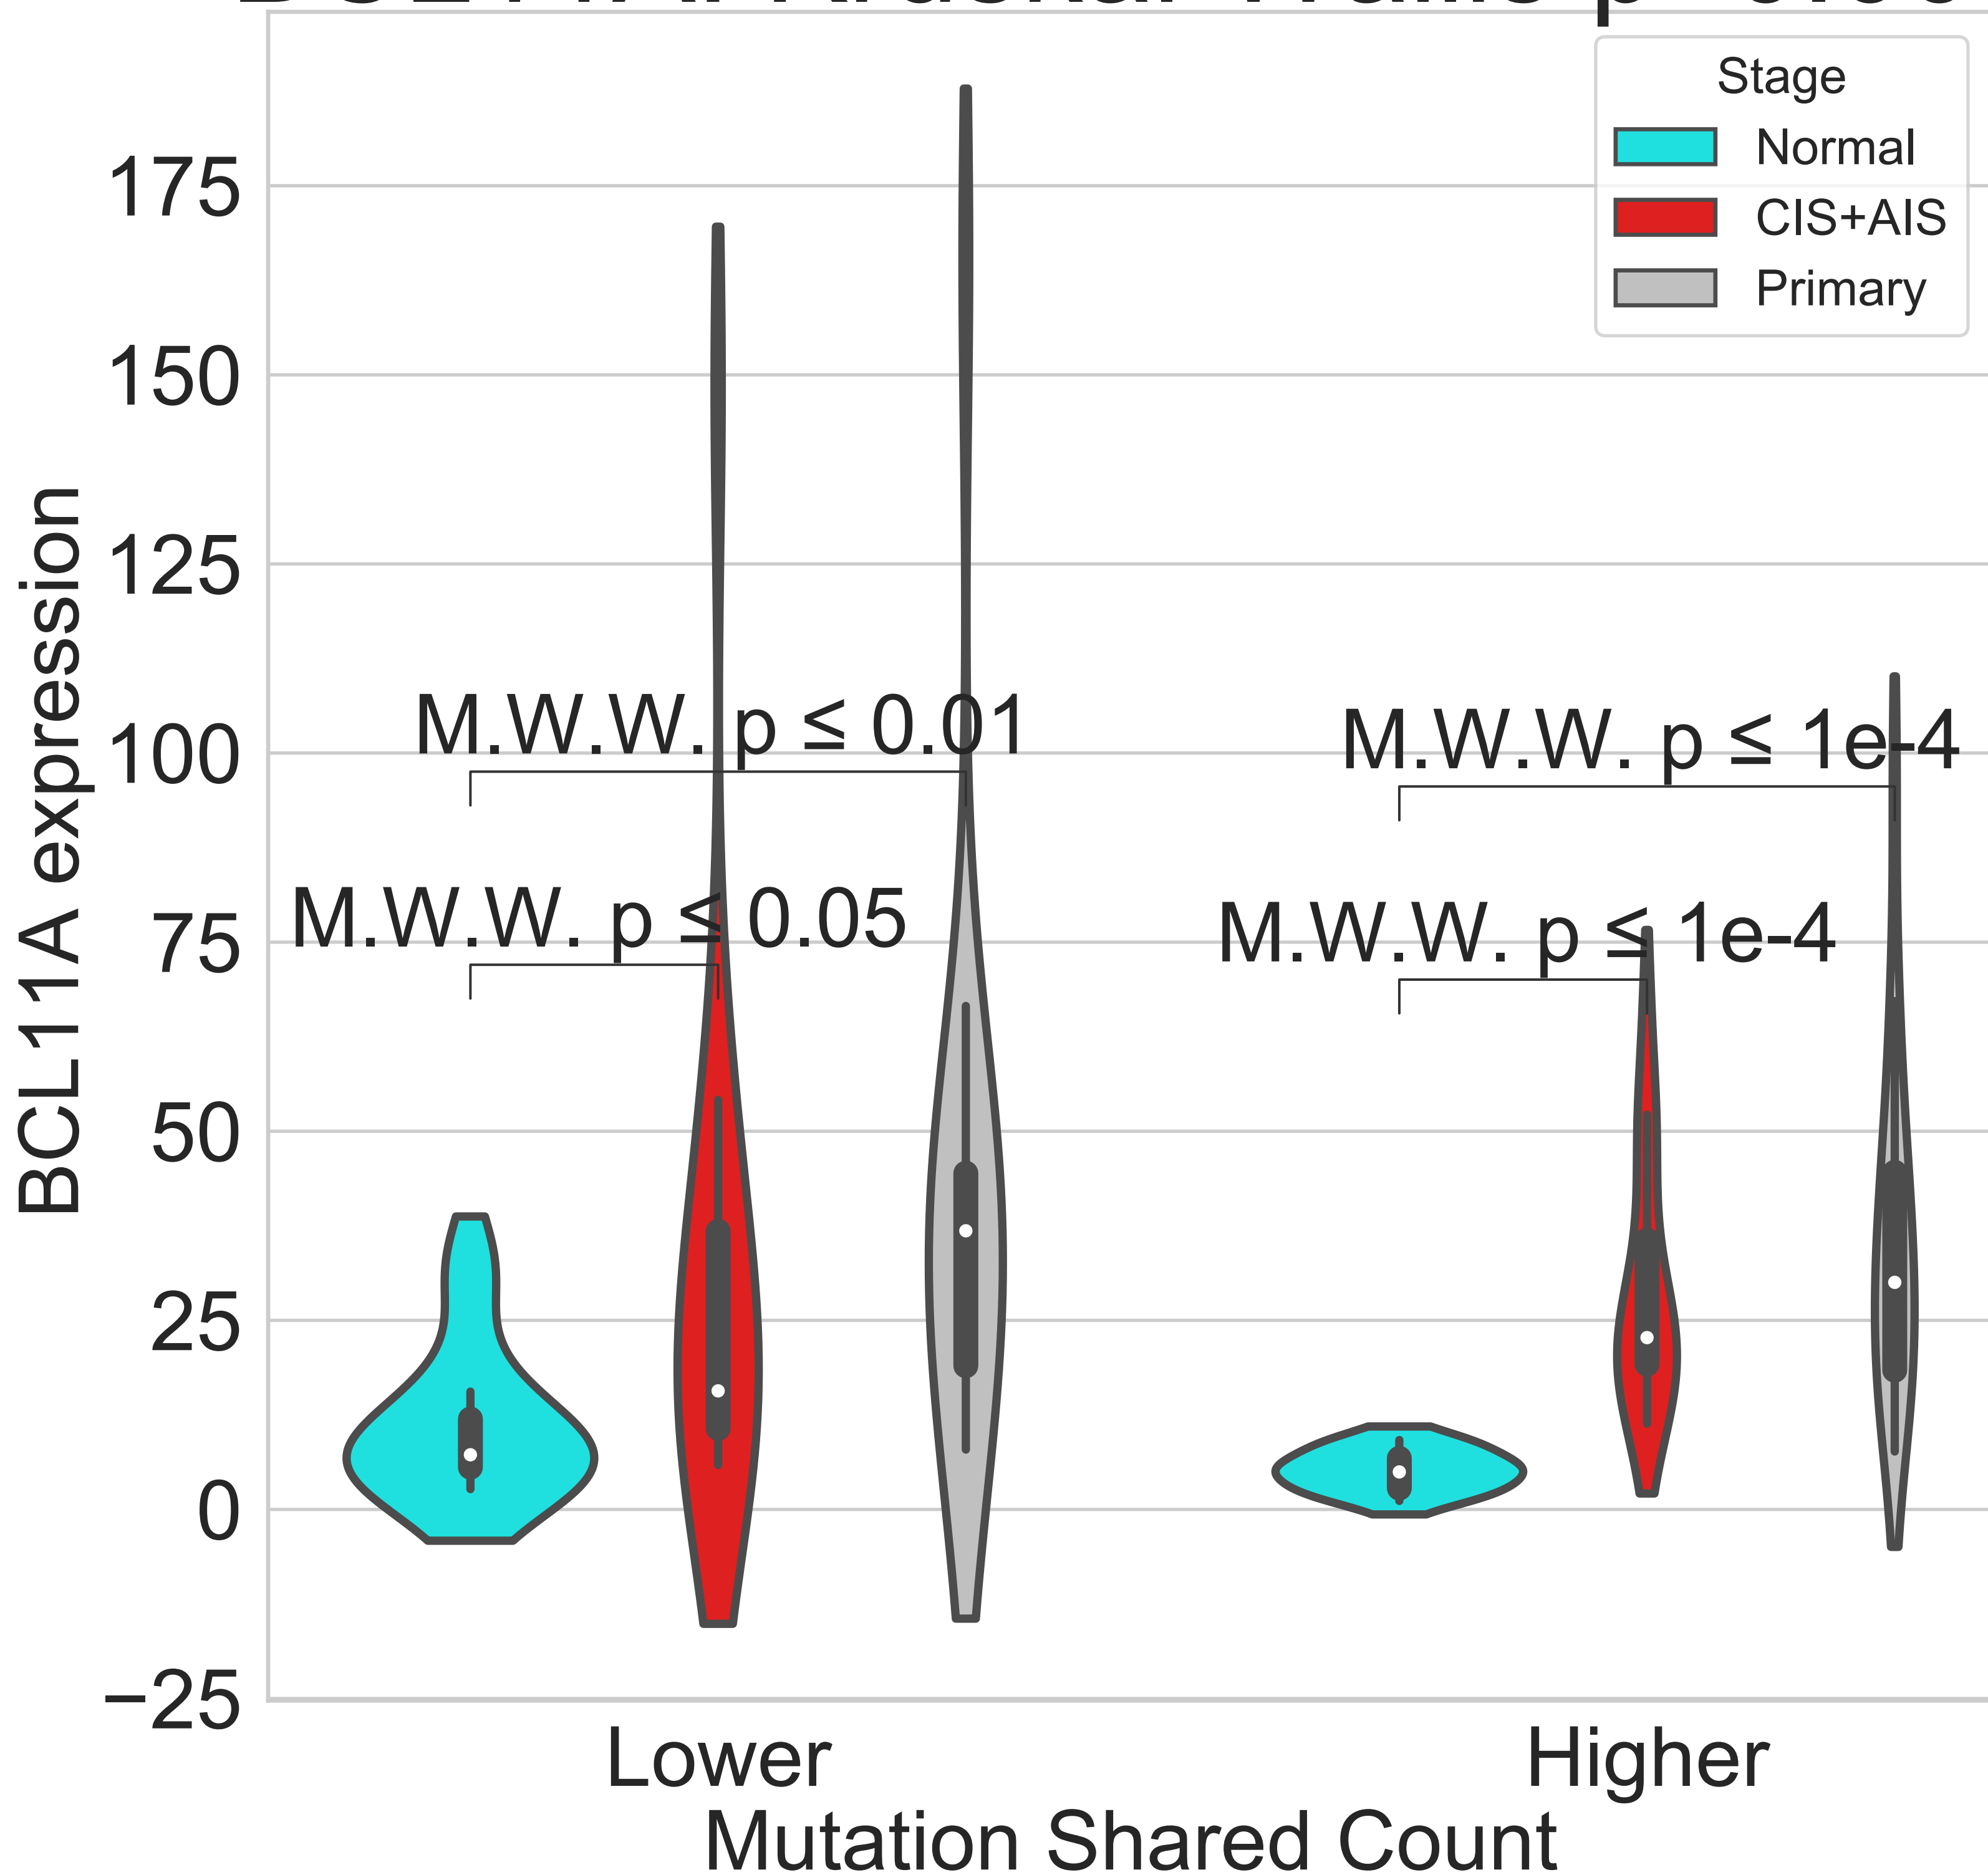 Stage
Normal
CIS+AIS
Primary
175
150
125
100
75
50
25
0
−25
BCL11A expression
M.W.W. p ≤ 0.01
M.W.W. p ≤ 1e-4
M.W.W. p ≤ 0.05
M.W.W. p ≤ 1e-4
Lower
Higher
Mutation Shared Count